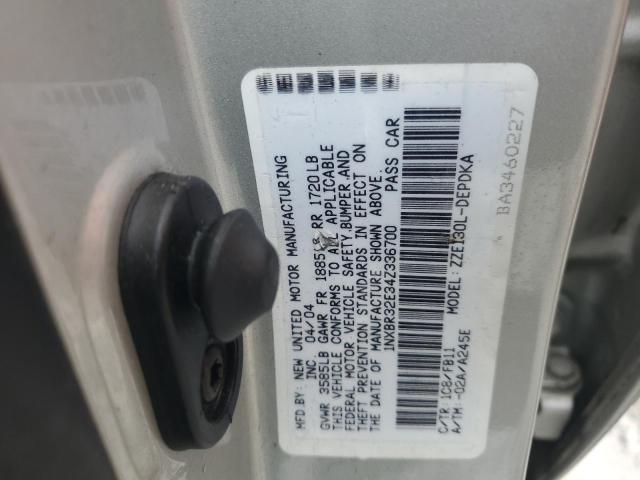 MFD.BY: NEW UNITED MOTOR MANUFACTURING
INC 04/04
GVWR 3585LB GAWR FR 1885LB RR 1720LB
THIS VEHICLE CONFORMS TO ALL APPLICABLE
FEDERAL MOTOR VEHICLE SAFETY,BUMPER,AND
THEFT PREVENTION STANDARDS IN EFFECT ON
THE DATE OF MANUFACTURE SHOWN ABOVE.
1NXBR32E34Z336700 PASS CAR
C/TR:1C8/FB11 MODEL:ZZE130L-DEPDKA
A/TM:-02A/A245E
BA3460227